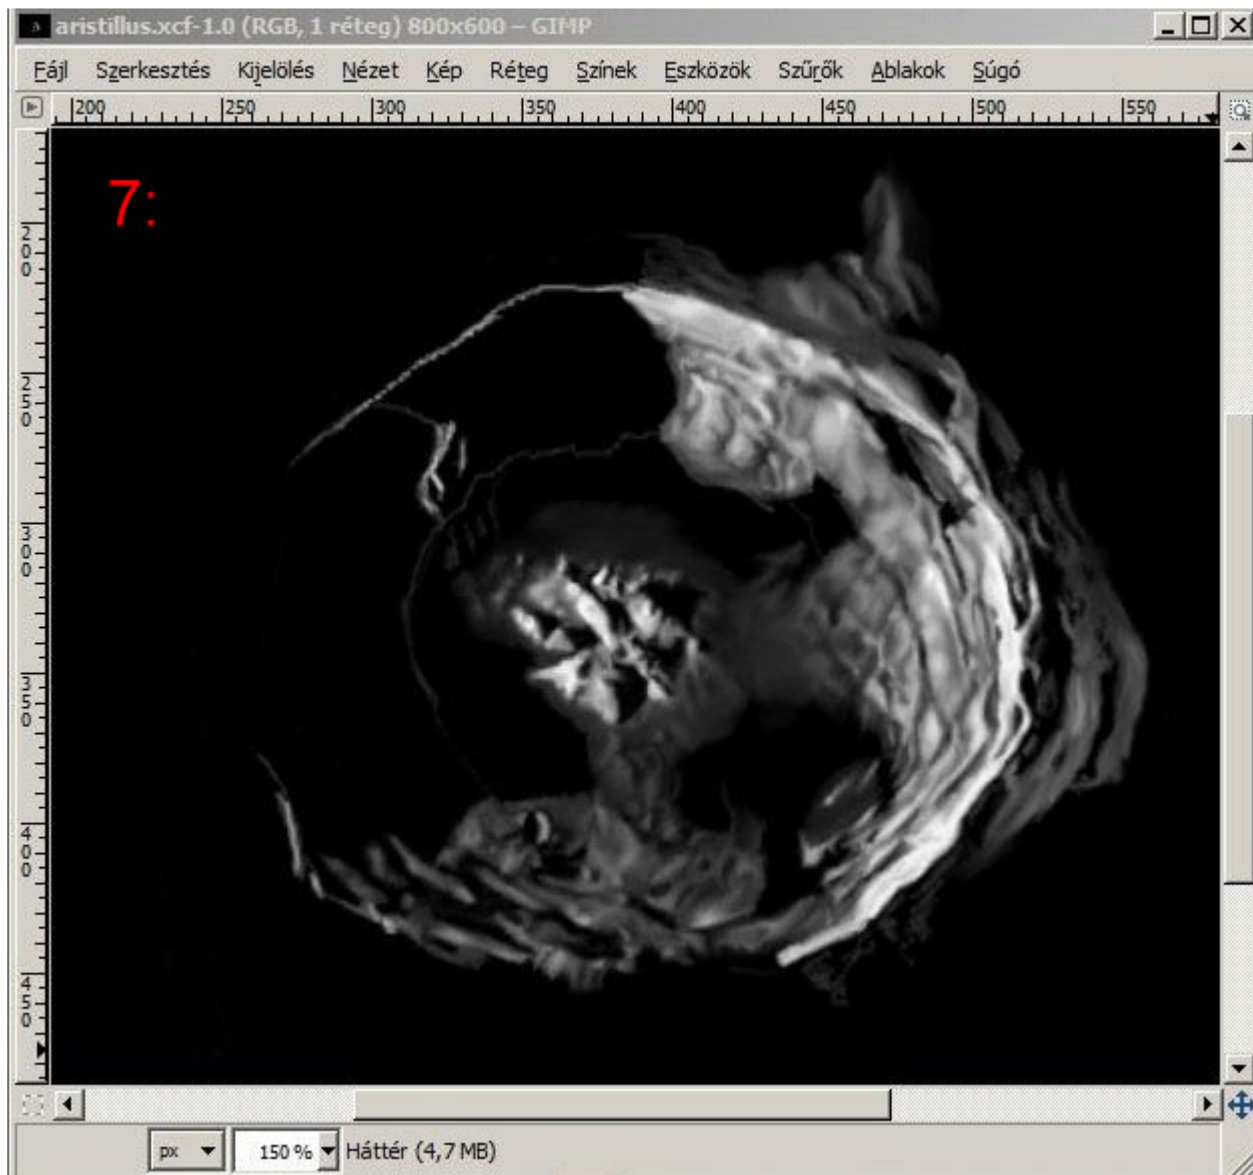 aristillus.xcf-1.0 (RGB, 1 réteg) 800x600 – GIMP
Fájl Szerkesztés Kijelölés Nézet Kép Réteg Színek Eszközök Szűrők Ablakok Súgó
200 250 300 350 400 450 500 550
7:
200
250
300
350
400
450
px 150 % Háttér (4,7 MB)